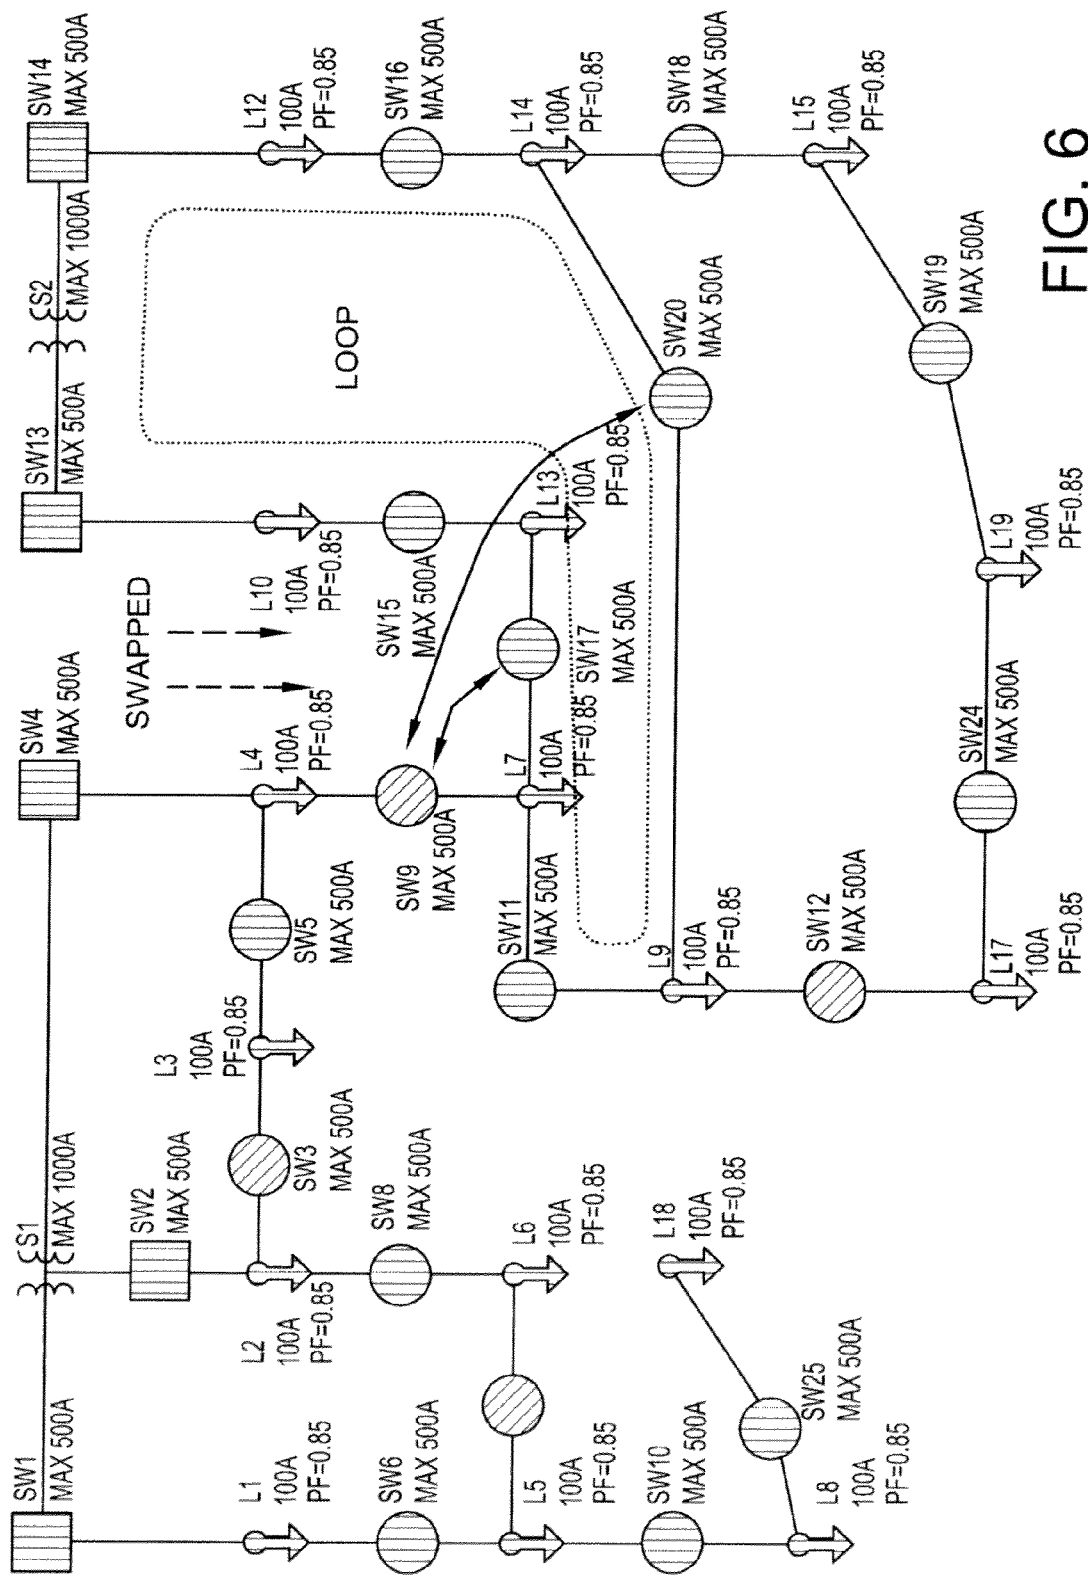 SW1
MAX 500A
S1
MAX 1000A
SW4
MAX 500A
SWAPPED
SW13
MAX 500A
S2
MAX 1000A
SW14
MAX 500A
SW2
MAX 500A
L1
100A
PF=0.85
L2
100A
PF=0.85
L3
100A
PF=0.85
L4
100A
PF=0.85
L10
100A
PF=0.85
L12
100A
PF=0.85
SW3
MAX 500A
SW5
MAX 500A
LOOP
SW6
MAX 500A
SW8
MAX 500A
SW9
MAX 500A
SW15
MAX 500A
SW16
MAX 500A
L5
100A
PF=0.85
L6
100A
PF=0.85
SW11
MAX 500A
L7
100A
PF=0.85
SW17
MAX 500A
L13
100A
PF=0.85
L14
100A
PF=0.85
SW10
MAX 500A
L18
100A
PF=0.85
L9
100A
PF=0.85
SW20
MAX 500A
SW18
MAX 500A
SW25
MAX 500A
L8
100A
PF=0.85
SW12
MAX 500A
L15
100A
PF=0.85
SW19
MAX 500A
L17
100A
PF=0.85
SW24
MAX 500A
L19
100A
PF=0.85
FIG. 6